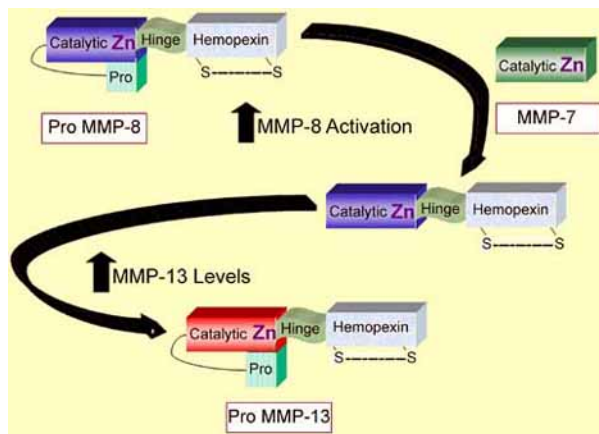 Catalytic Zn Hinge Hemopexin
Pro
S S
Pro MMP-8
MMP-8 Activation
Catalytic Zn
MMP-7
Catalytic Zn Hinge Hemopexin
S S
MMP-13 Levels
Catalytic Zn Hinge Hemopexin
Pro
S S
Pro MMP-13